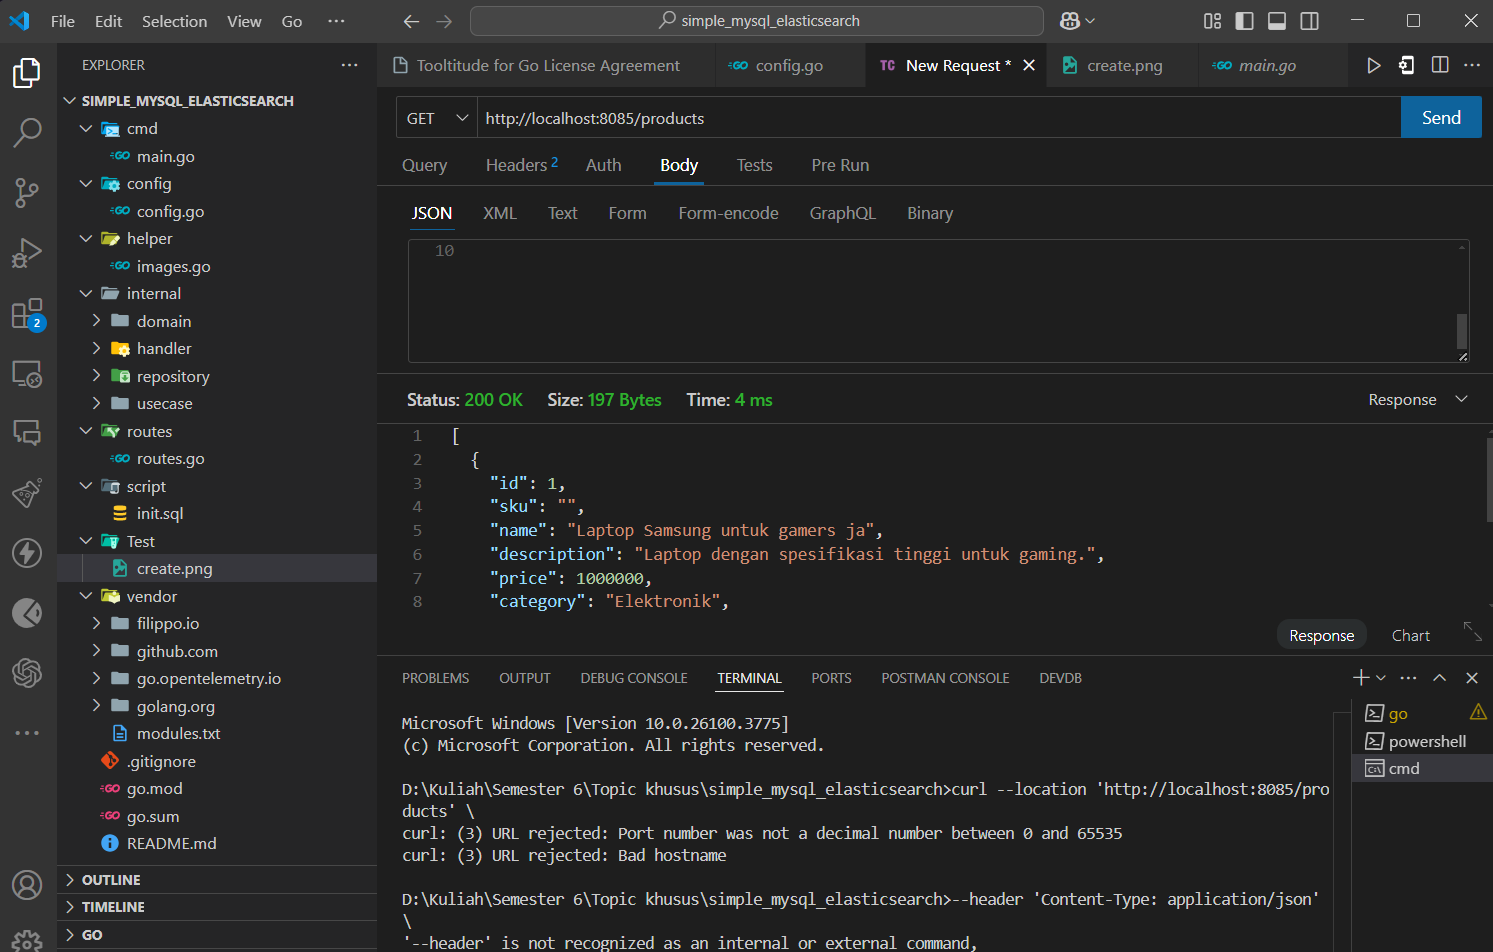 File Edit Selection View Go ··· simple_mysql_elasticsearch
EXPLORER ···
Tooltitude for Go License Agreement config.go TC New Request * create.png main.go ···
SIMPLE_MYSQL_ELASTICSEARCH
cmd
main.go
config
config.go
helper
images.go
internal
domain
handler
repository
usecase
routes
routes.go
script
init.sql
Test
create.png
vendor
filippo.io
github.com
go.opentelemetry.io
golang.org
modules.txt
.gitignore
go.mod
go.sum
README.md
OUTLINE
TIMELINE
GO
2
GET http://localhost:8085/products Send
Query Headers 2 Auth Body Tests Pre Run
JSON XML Text Form Form-encode GraphQL Binary
10
Status: 200 OK Size: 197 Bytes Time: 4 ms Response
1 [
2 {
3 "id": 1,
4 "sku": "",
5 "name": "Laptop Samsung untuk gamers ja",
6 "description": "Laptop dengan spesifikasi tinggi untuk gaming.",
7 "price": 1000000,
8 "category": "Elektronik",
Response Chart
PROBLEMS OUTPUT DEBUG CONSOLE TERMINAL PORTS POSTMAN CONSOLE DEVDB
Microsoft Windows [Version 10.0.26100.3775]
(c) Microsoft Corporation. All rights reserved.
D:\Kuliah\Semester 6\Topic khusus\simple_mysql_elasticsearch>curl --location 'http://localhost:8085/pro
ducts' \
curl: (3) URL rejected: Port number was not a decimal number between 0 and 65535
curl: (3) URL rejected: Bad hostname
D:\Kuliah\Semester 6\Topic khusus\simple_mysql_elasticsearch>--header 'Content-Type: application/json'
\
'--header' is not recognized as an internal or external command,
go
powershell
cmd